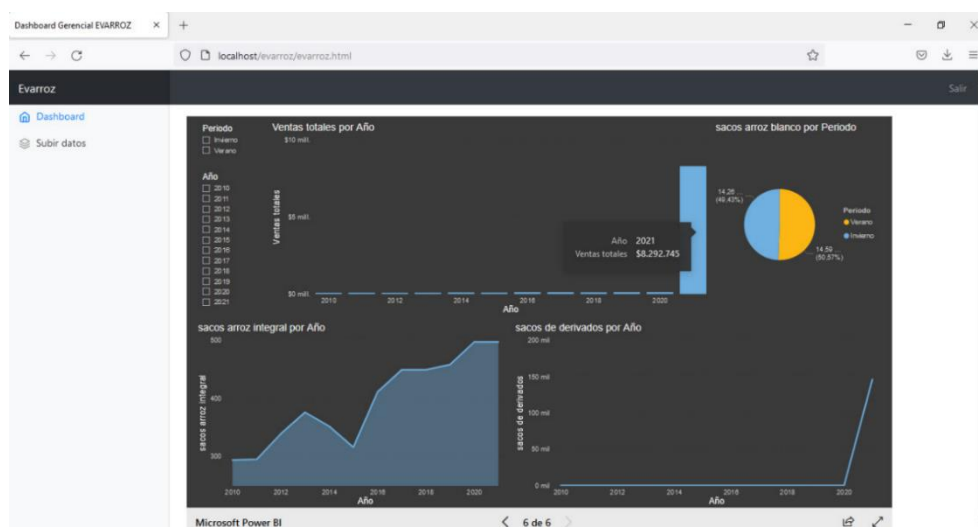 Dashboard Gerencial EVARROZ
localhost/evarroz/evarroz.html
Evarroz
Salir
Dashboard
Subir datos
Periodo
Invierno
Verano
Año
2010
2011
2012
2013
2014
2015
2016
2017
2018
2019
2020
2021
Ventas totales por Año
Ventas totales
$10 mill.
$5 mill.
$0 mill.
2010 2012 2014 2016 2018 2020
Año
Año 2021
Ventas totales $8.292.745
sacos arroz blanco por Periodo
14,26 ...
(49,43%)
14,59 ...
(50,57%)
Periodo
Verano
Invierno
sacos arroz integral por Año
sacos arroz integral
500
400
300
2010 2012 2014 2016 2018 2020
Año
sacos de derivados por Año
sacos de derivados
200 mil
150 mil
100 mil
50 mil
0 mil
2010 2012 2014 2016 2018 2020
Año
Microsoft Power BI
6 de 6